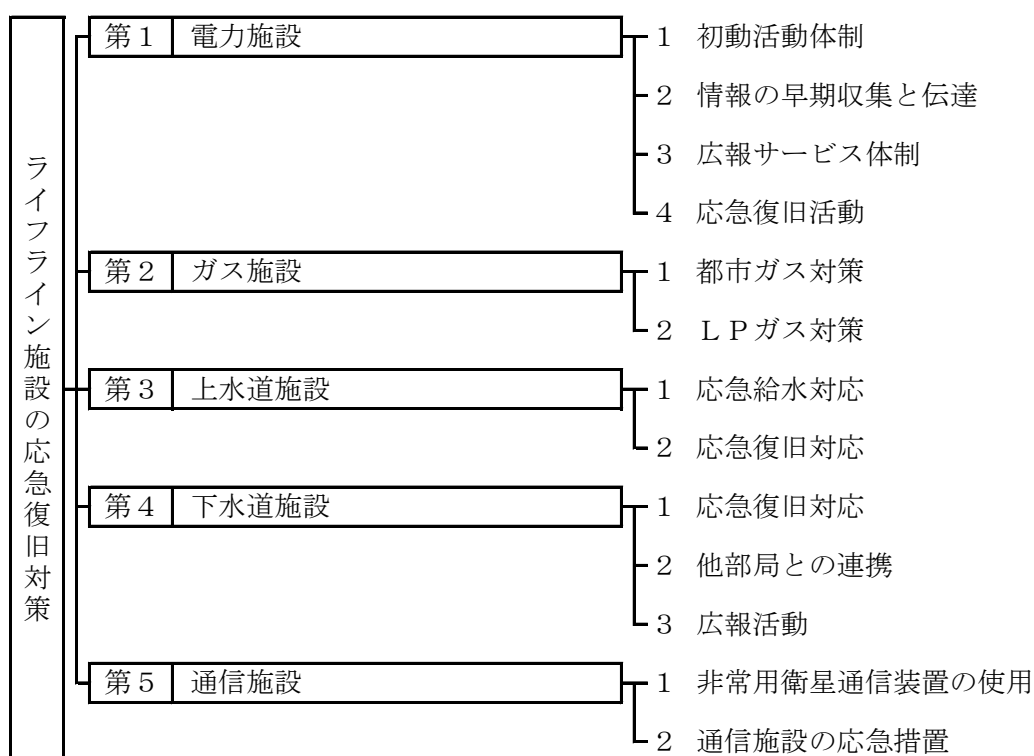 ライフライン施設の応急復旧対策
第１ 電力施設
１ 初動活動体制
２ 情報の早期収集と伝達
３ 広報サービス体制
４ 応急復旧活動
第２ ガス施設
１ 都市ガス対策
２ ＬＰガス対策
第３ 上水道施設
１ 応急給水対応
２ 応急復旧対応
第４ 下水道施設
１ 応急復旧対応
２ 他部局との連携
３ 広報活動
第５ 通信施設
１ 非常用衛星通信装置の使用
２ 通信施設の応急措置